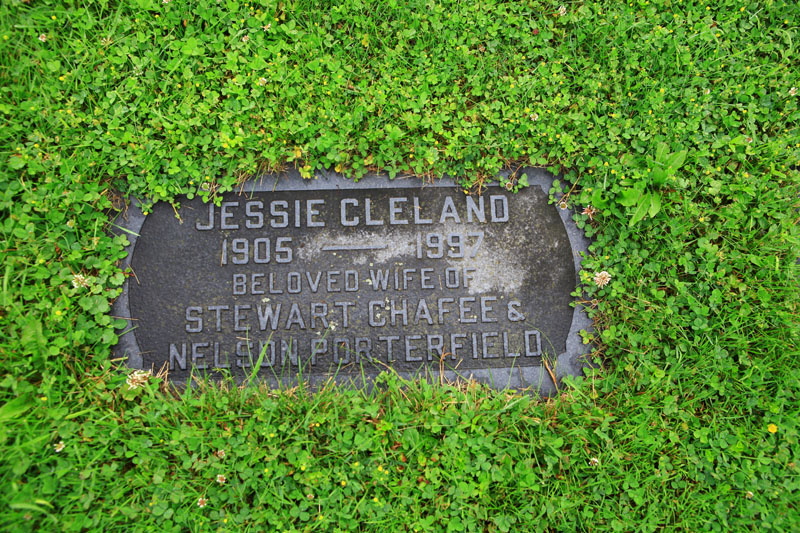 JESSIE CLELAND
1905 — 1997
BELOVED WIFE OF
STEWART CHAFEE &
NELSON PORTERFIELD